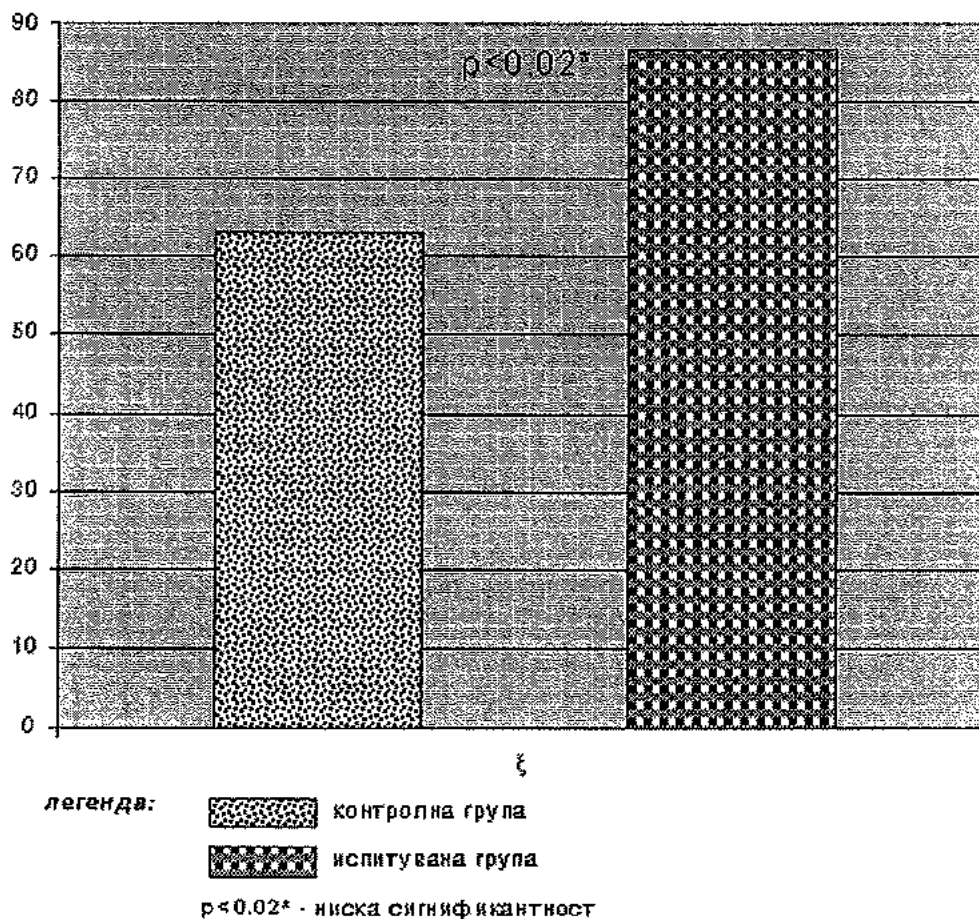 90
p<0.02*
80
70
60
50
40
30
20
10
0
ξ
легенда:
контролна група
испитувана група
p<0.02* - ниска сигнификантност